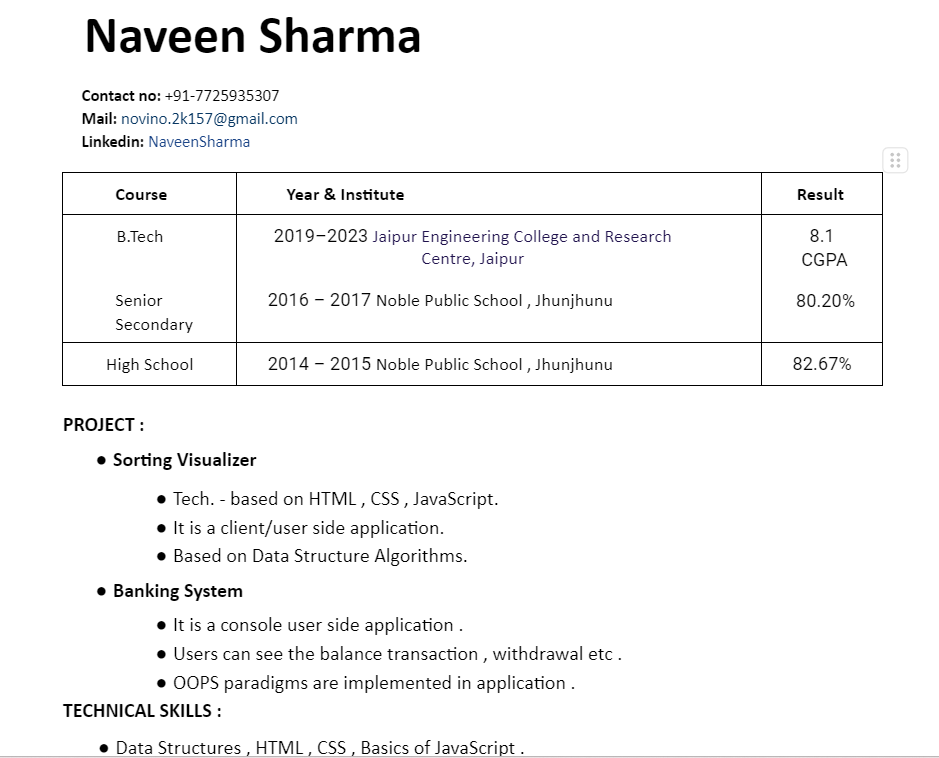 Naveen Sharma
Contact no: +91-7725935307
Mail: novino.2k157@gmail.com
Linkedin: NaveenSharma
Course Year & Institute Result
B.Tech 2019–2023 Jaipur Engineering College and Research 8.1
Centre, Jaipur CGPA
Senior 2016 – 2017 Noble Public School , Jhunjhunu 80.20%
Secondary
High School 2014 – 2015 Noble Public School , Jhunjhunu 82.67%
PROJECT :
● Sorting Visualizer
● Tech. - based on HTML , CSS , JavaScript.
● It is a client/user side application.
● Based on Data Structure Algorithms.
● Banking System
● It is a console user side application .
● Users can see the balance transaction , withdrawal etc .
● OOPS paradigms are implemented in application .
TECHNICAL SKILLS :
● Data Structures , HTML , CSS , Basics of JavaScript .